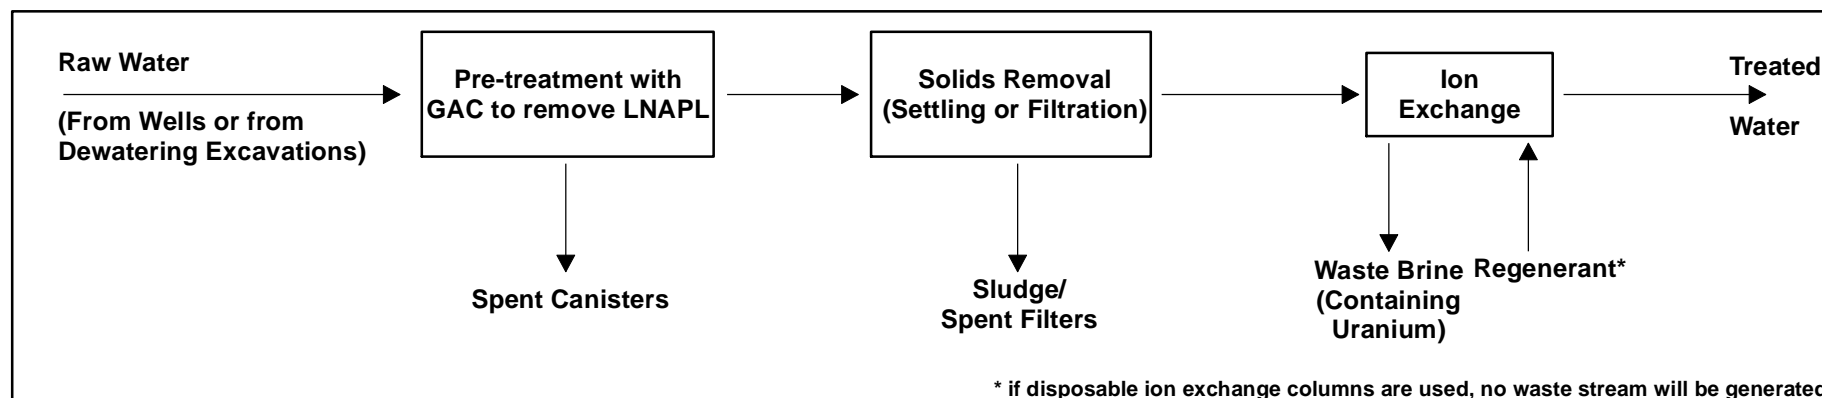 Raw Water
(From Wells or from
Dewatering Excavations)
Pre-treatment with
GAC to remove LNAPL
Spent Canisters
Solids Removal
(Settling or Filtration)
Sludge/
Spent Filters
Ion
Exchange
Waste Brine
(Containing
Uranium)
Regenerant*
Treated
Water
* if disposable ion exchange columns are used, no waste stream will be generated